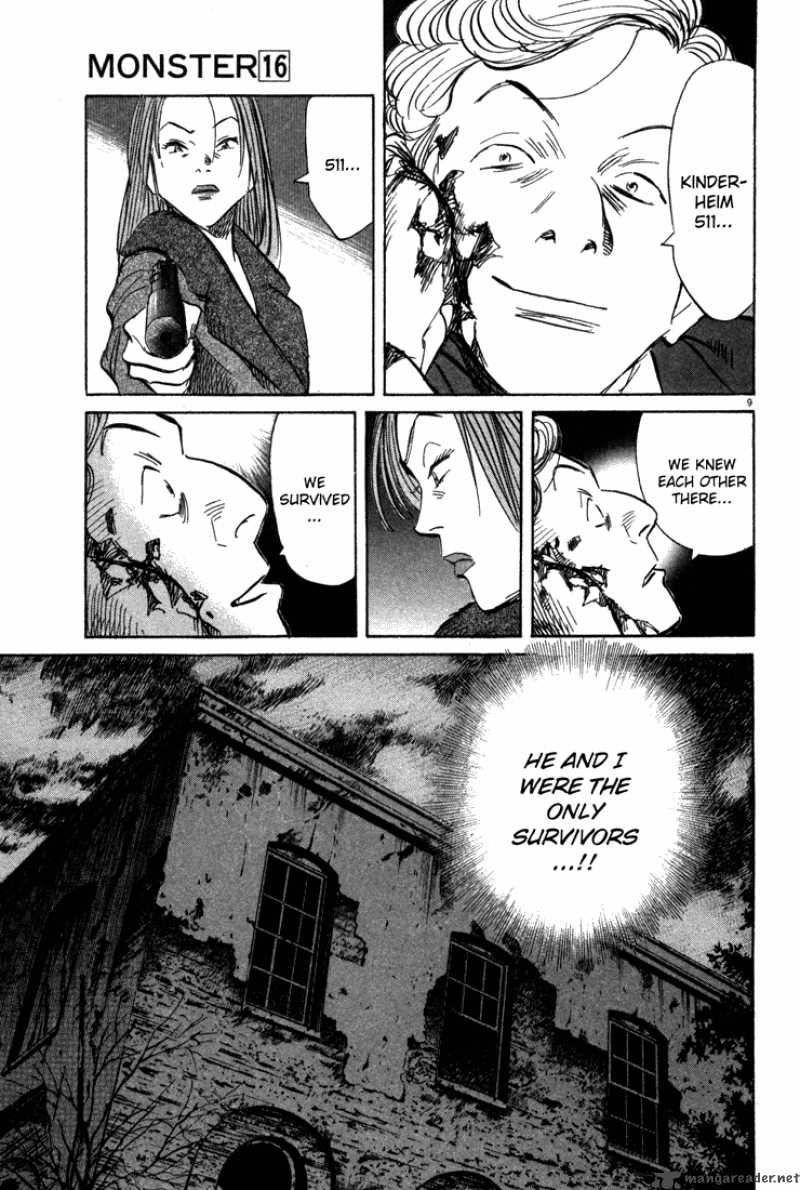 MONSTER 16
KINDER-
HEIM
511...
511...
9
WE KNEW
EACH OTHER
THERE...
WE
SURVIVED
...
HE AND I
WERE THE
ONLY
SURVIVORS
...!!
mangareader.net